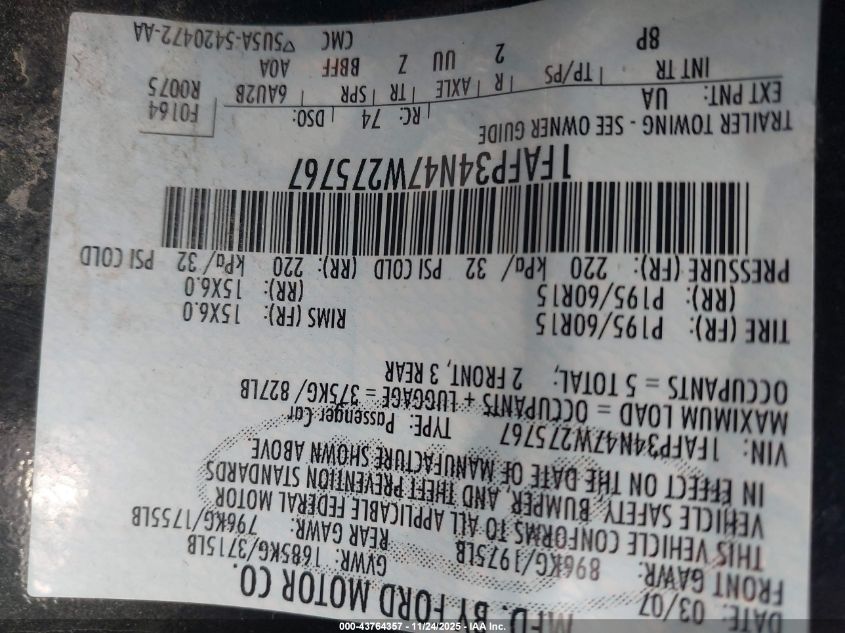 MFD. BY FORD MOTOR CO.
DATE: 03/07 GVWR: 1685KG/3715LB
FRONT GAWR: 896KG/1975LB REAR GAWR: 796KG/1755LB
THIS VEHICLE CONFORMS TO ALL APPLICABLE FEDERAL MOTOR
VEHICLE SAFETY, BUMPER, AND THEFT PREVENTION STANDARDS
IN EFFECT ON THE DATE OF MANUFACTURE SHOWN ABOVE
VIN: 1FAFP34N47W275767 TYPE: Passenger Car
MAXIMUM LOAD = OCCUPANTS + LUGGAGE = 375KG/ 827LB
OCCUPANTS = 5 TOTAL; 2 FRONT, 3 REAR
TIRE (FR): P195/60R15 RIMS (FR): 15X6.0
(RR): P195/60R15 (RR): 15X6.0
PRESSURE (FR): 220 kPa/ 32 PSI COLD (RR): 220 kPa/ 32 PSI COLD
1FAFP34N47W275767
TRAILER TOWING - SEE OWNER GUIDE
EXT PNT: UA RC: 74 DSO: F0164
INT TR TP/PS R AXLE TR SPR 6AU2B R0075
8P 2 UU Z BBFF AOA
CMC ▽5U5A-5420472-AA
000-43764357 - 11/24/2025 - IAA Inc.